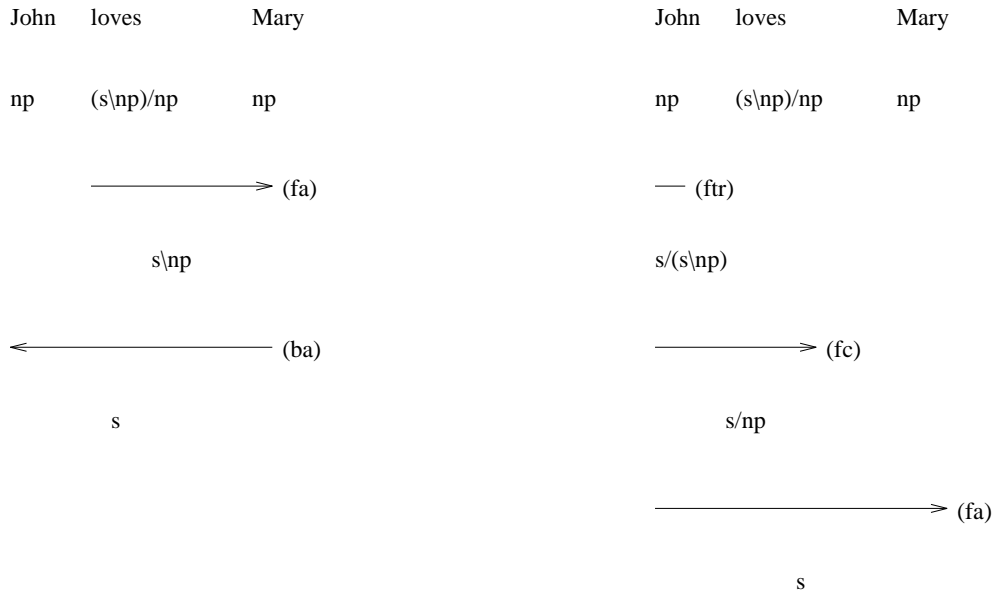 John loves Mary
np (s\np)/np np
(fa)
s\np
(ba)
s
John loves Mary
np (s\np)/np np
(ftr)
s/(s\np)
(fc)
s/np
(fa)
s